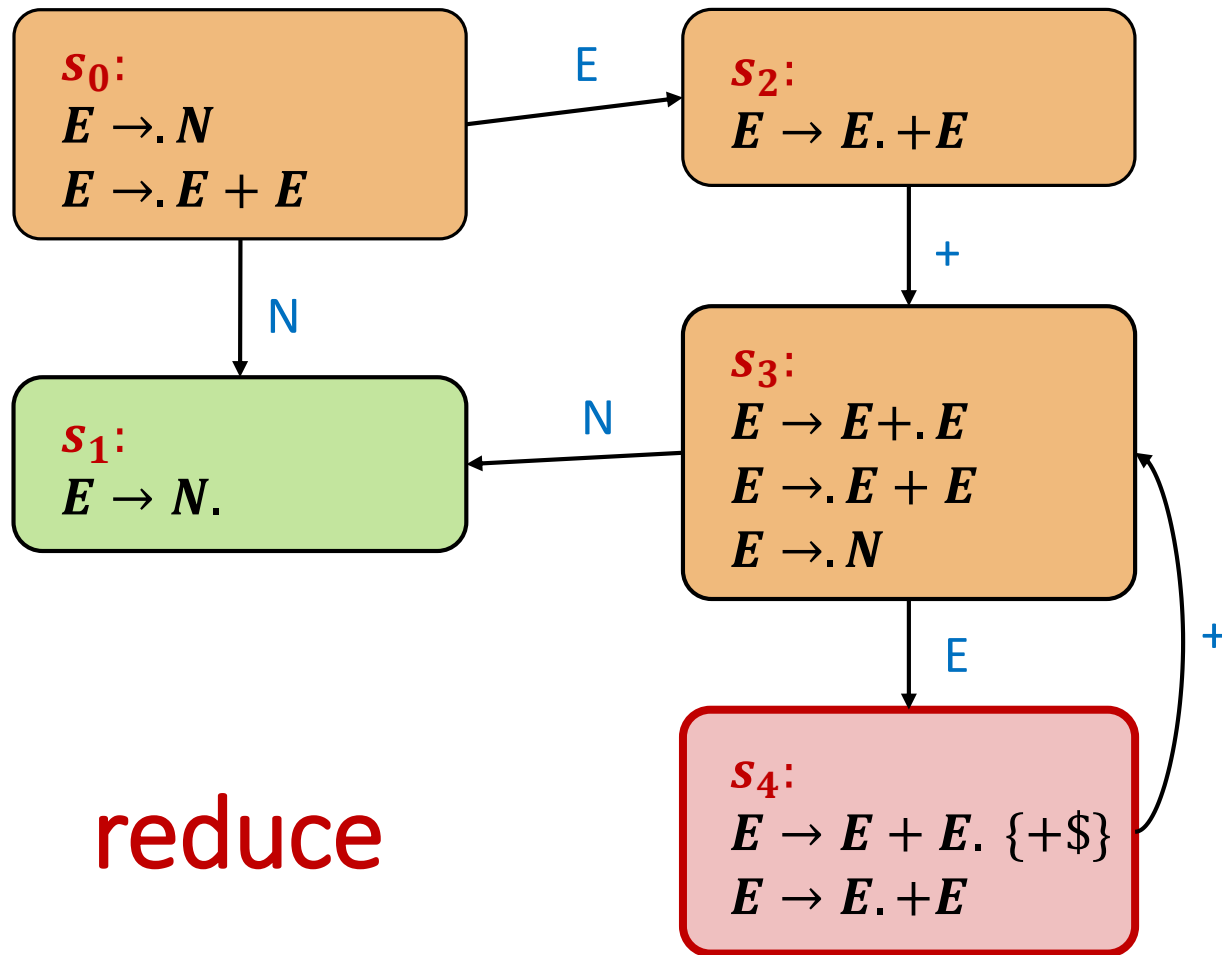 s₀:
E →. N
E →. E + E
E
s₂:
E → E. +E
+
N
s₁:
E → N.
N
s₃:
E → E+. E
E →. E + E
E →. N
E
+
s₄:
E → E + E. {+$}
E → E. +E
reduce